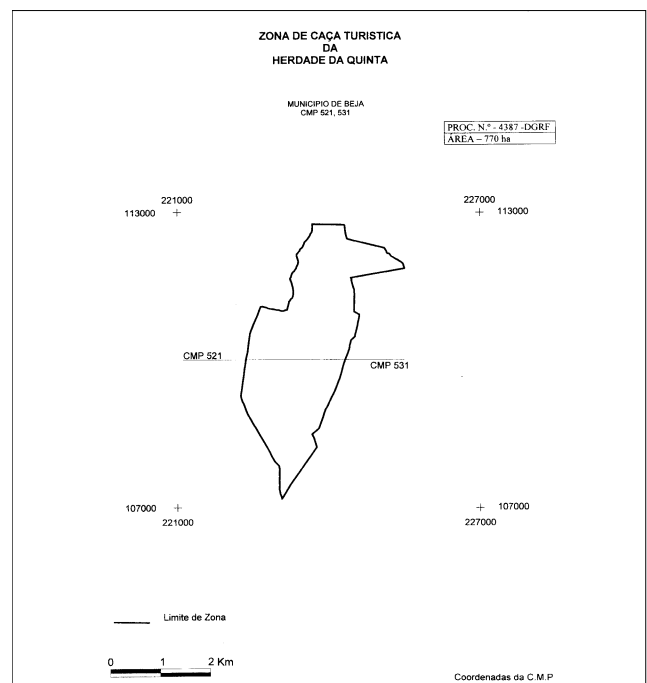 ZONA DE CAÇA TURISTICA
DA
HERDADE DA QUINTA
MUNICIPIO DE BEJA
CMP 521, 531
PROC. N.º - 4387 -DGRF
ÁREA – 770 ha
221000
227000
113000
113000
CMP 521
CMP 531
107000
107000
221000
227000
Limite de Zona
0 1 2 Km
Coordenadas da C.M.P